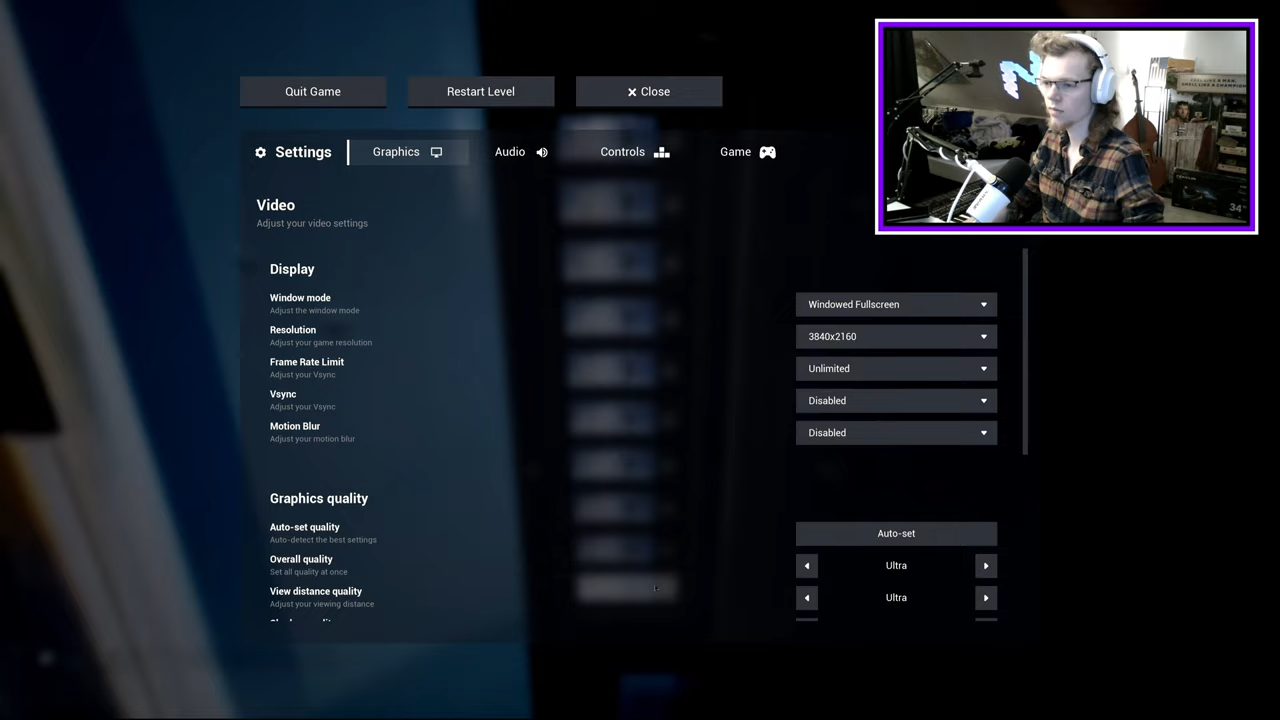 Quit Game
Restart Level
Close
Settings
Graphics
Audio
Controls
Game
Video
Adjust your video settings
Display
Window mode
Adjust the window mode
Windowed Fullscreen
Resolution
Adjust your game resolution
3840x2160
Frame Rate Limit
Adjust your Vsync
Unlimited
Vsync
Adjust your Vsync
Disabled
Motion Blur
Adjust your motion blur
Disabled
Graphics quality
Auto-set quality
Auto-detect the best settings
Auto-set
Overall quality
Set all quality at once
Ultra
View distance quality
Adjust your viewing distance
Ultra
34"